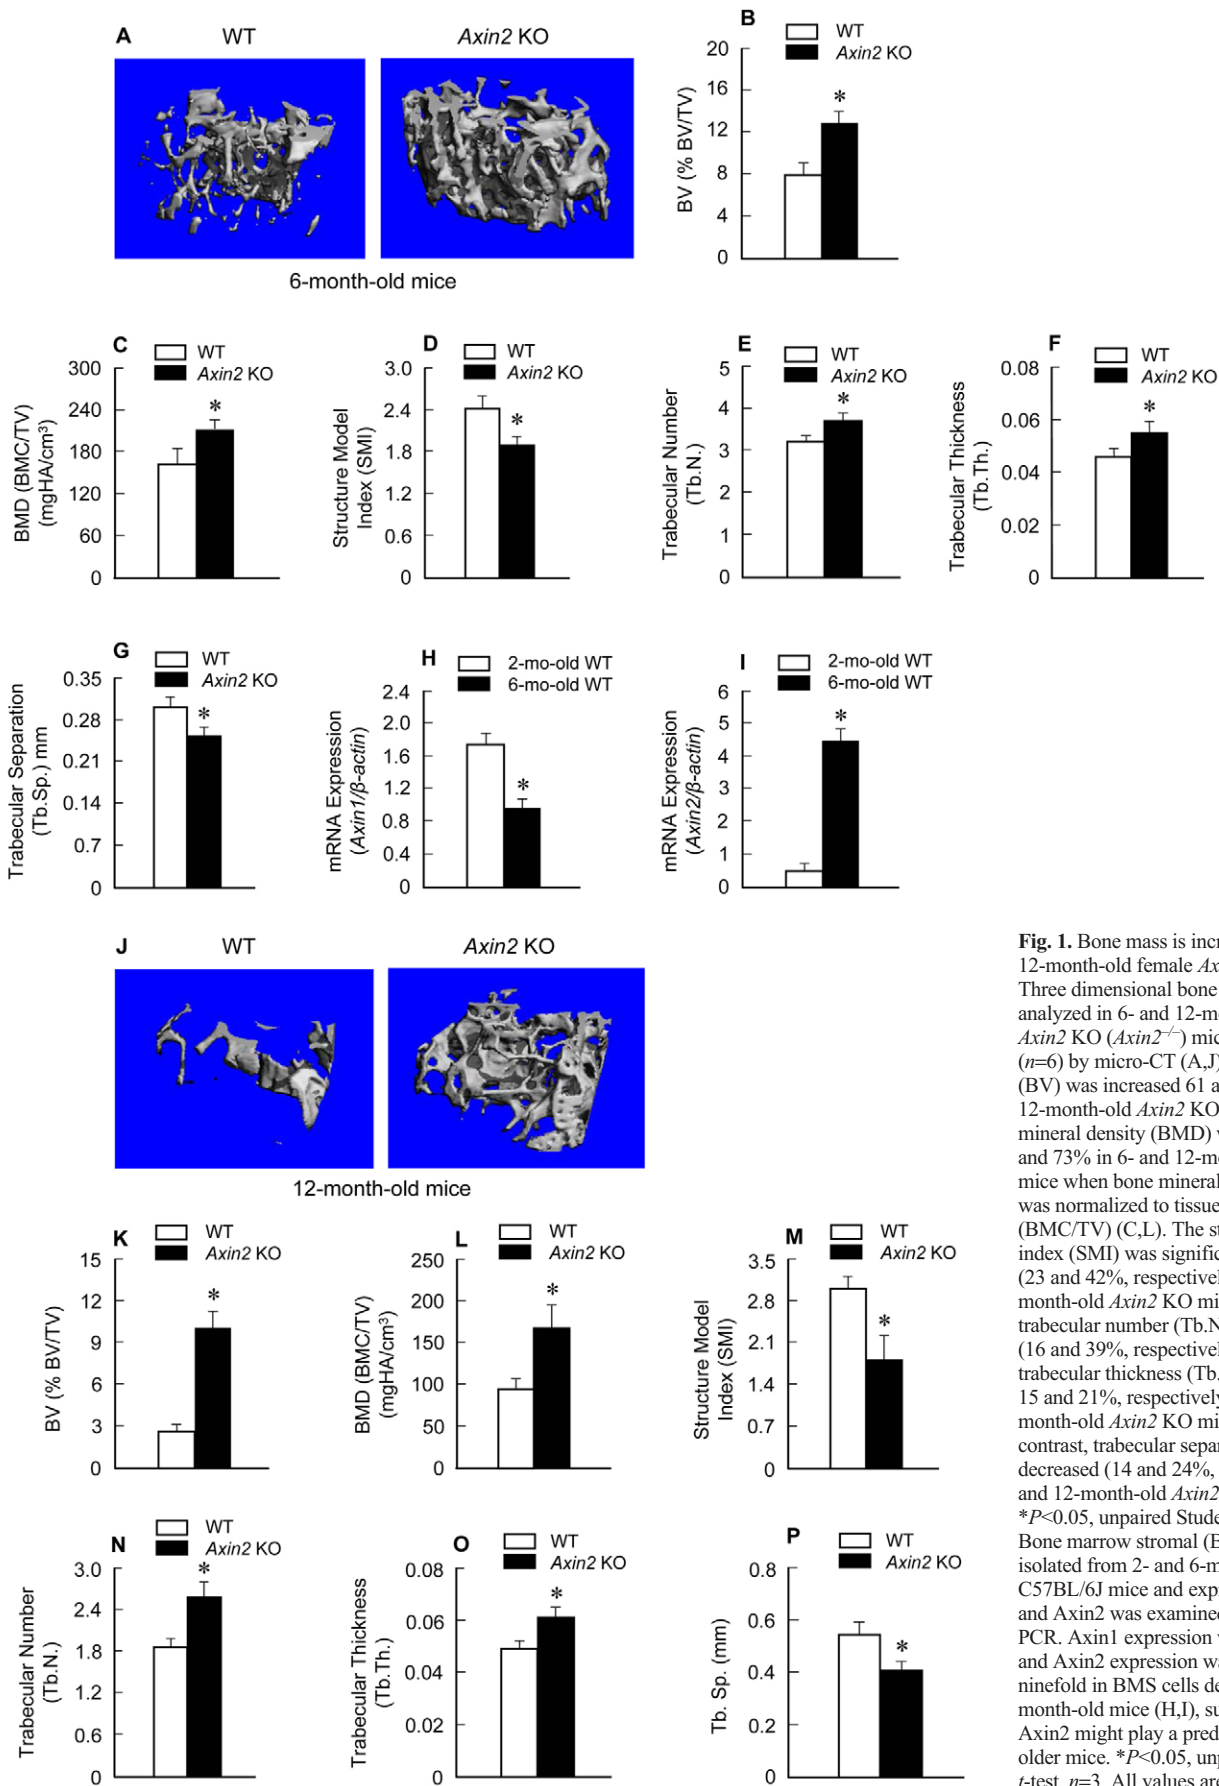 A WT Axin2 KO
6-month-old mice
B WT
Axin2 KO
BV (% BV/TV)
20
16
12
8
4
0
*
C WT
Axin2 KO
BMD (BMC/TV)
(mgHA/cm³)
300
240
180
120
60
0
*
D WT
Axin2 KO
Structure Model
Index (SMI)
3.0
2.4
1.8
1.2
0.6
0
*
E WT
Axin2 KO
Trabecular Number
(Tb.N.)
5
4
3
2
1
0
*
F WT
Axin2 KO
Trabecular Thickness
(Tb.Th.)
0.08
0.06
0.04
0.02
0
*
G WT
Axin2 KO
Trabecular Separation
(Tb.Sp.) mm
0.35
0.28
0.21
0.14
0.7
0
*
H 2-mo-old WT
6-mo-old WT
mRNA Expression
(Axin1/β-actin)
2.4
2.0
1.6
1.2
0.8
0.4
0
*
I 2-mo-old WT
6-mo-old WT
mRNA Expression
(Axin2/β-actin)
6
5
4
3
2
1
0
*
J WT Axin2 KO
12-month-old mice
K WT
Axin2 KO
BV (% BV/TV)
15
12
9
6
3
0
*
L WT
Axin2 KO
BMD (BMC/TV)
(mgHA/cm³)
250
200
150
100
50
0
*
M WT
Axin2 KO
Structure Model
Index (SMI)
3.5
2.8
2.1
1.4
0.7
0
*
N WT
Axin2 KO
Trabecular Number
(Tb.N.)
3.0
2.4
1.8
1.2
0.6
0
*
O WT
Axin2 KO
Trabecular Thickness
(Tb.Th.)
0.08
0.06
0.04
0.02
0
*
P WT
Axin2 KO
Tb. Sp. (mm)
0.8
0.6
0.4
0.2
0
*
Fig. 1. Bone mass is incr
12-month-old female Ax
Three dimensional bone
analyzed in 6- and 12-mo
Axin2 KO (Axin2–/–) mic
(n=6) by micro-CT (A,J)
(BV) was increased 61 a
12-month-old Axin2 KO
mineral density (BMD) w
and 73% in 6- and 12-mo
mice when bone mineral
was normalized to tissue
(BMC/TV) (C,L). The st
index (SMI) was signific
(23 and 42%, respectivel
month-old Axin2 KO mi
trabecular number (Tb.N
(16 and 39%, respectivel
trabecular thickness (Tb.
15 and 21%, respectively
month-old Axin2 KO mi
contrast, trabecular separ
decreased (14 and 24%,
and 12-month-old Axin2
*P<0.05, unpaired Stude
Bone marrow stromal (B
isolated from 2- and 6-m
C57BL/6J mice and expr
and Axin2 was examined
PCR. Axin1 expression w
and Axin2 expression wa
ninefold in BMS cells de
month-old mice (H,I), su
Axin2 might play a pred
older mice. *P<0.05, unp
t-test, n=3. All values ar